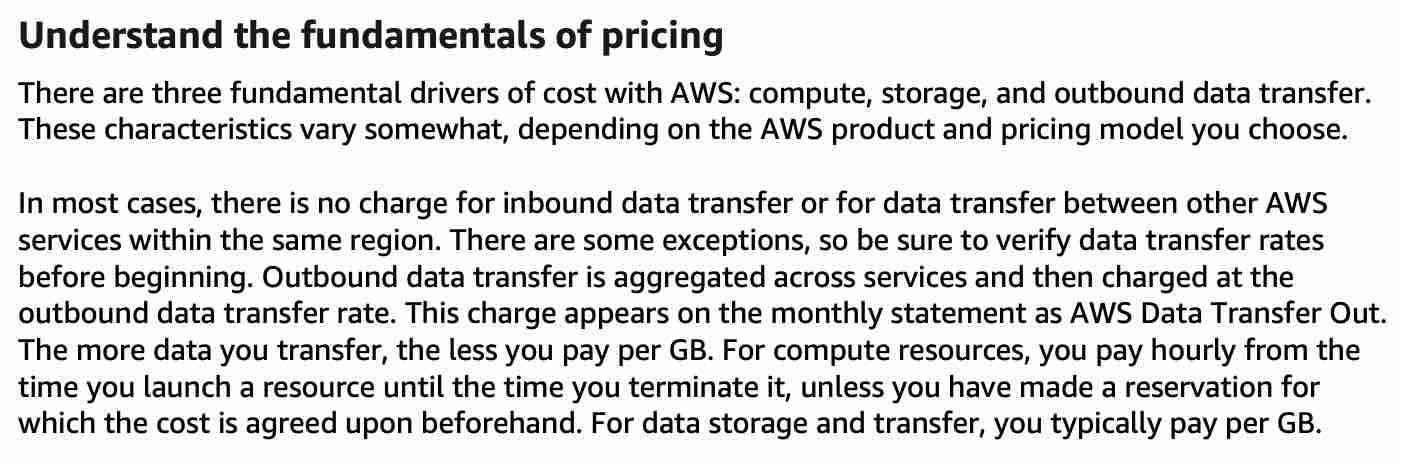 Understand the fundamentals of pricing
There are three fundamental drivers of cost with AWS: compute, storage, and outbound data transfer.
These characteristics vary somewhat, depending on the AWS product and pricing model you choose.
In most cases, there is no charge for inbound data transfer or for data transfer between other AWS
services within the same region. There are some exceptions, so be sure to verify data transfer rates
before beginning. Outbound data transfer is aggregated across services and then charged at the
outbound data transfer rate. This charge appears on the monthly statement as AWS Data Transfer Out.
The more data you transfer, the less you pay per GB. For compute resources, you pay hourly from the
time you launch a resource until the time you terminate it, unless you have made a reservation for
which the cost is agreed upon beforehand. For data storage and transfer, you typically pay per GB.